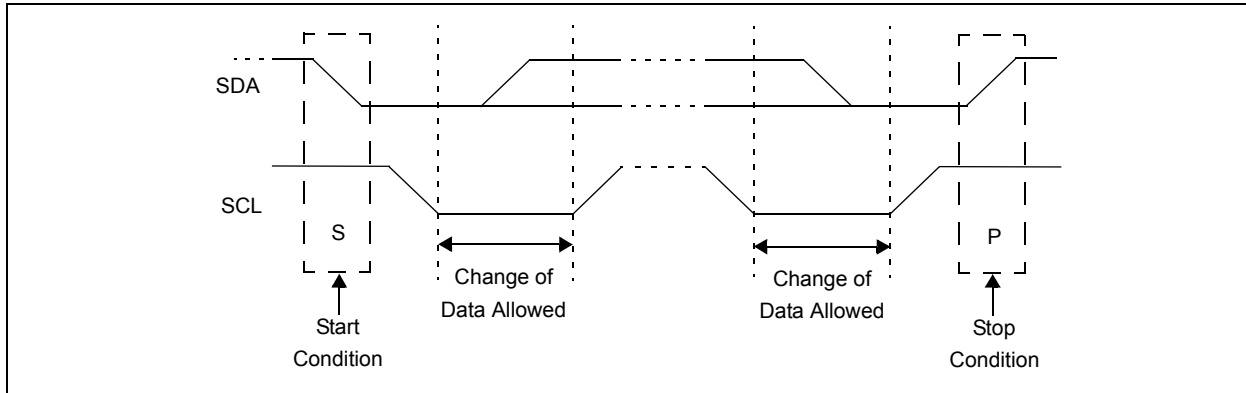 SDA
SCL
S
P
Change of
Data Allowed
Change of
Data Allowed
Start
Condition
Stop
Condition